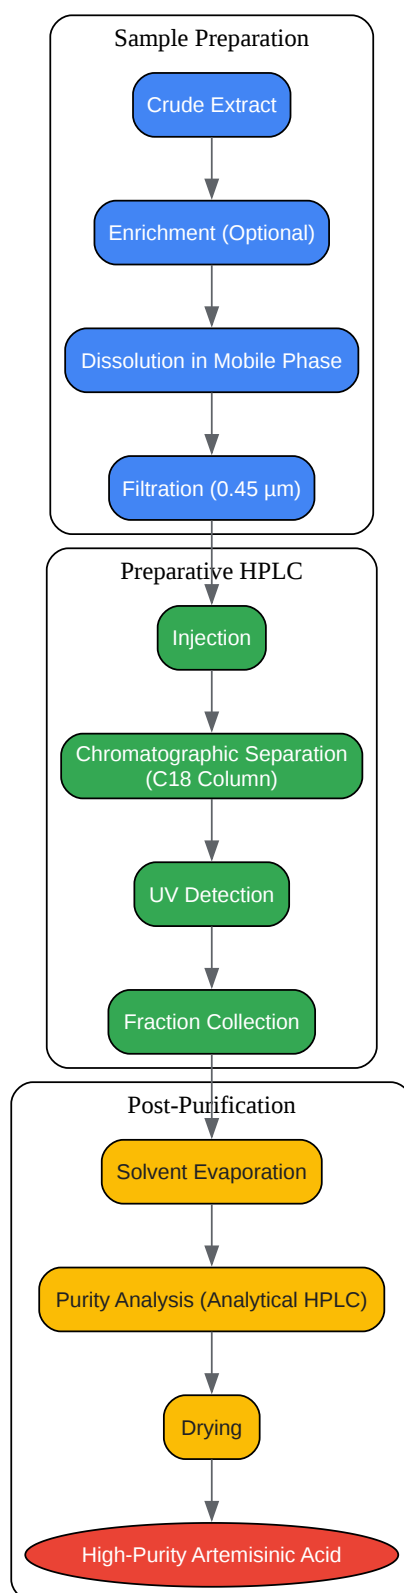 Sample Preparation
Crude Extract
Enrichment (Optional)
Dissolution in Mobile Phase
Filtration (0.45 µm)
Preparative HPLC
Injection
Chromatographic Separation
(C18 Column)
UV Detection
Fraction Collection
Post-Purification
Solvent Evaporation
Purity Analysis (Analytical HPLC)
Drying
High-Purity Artemisinic Acid